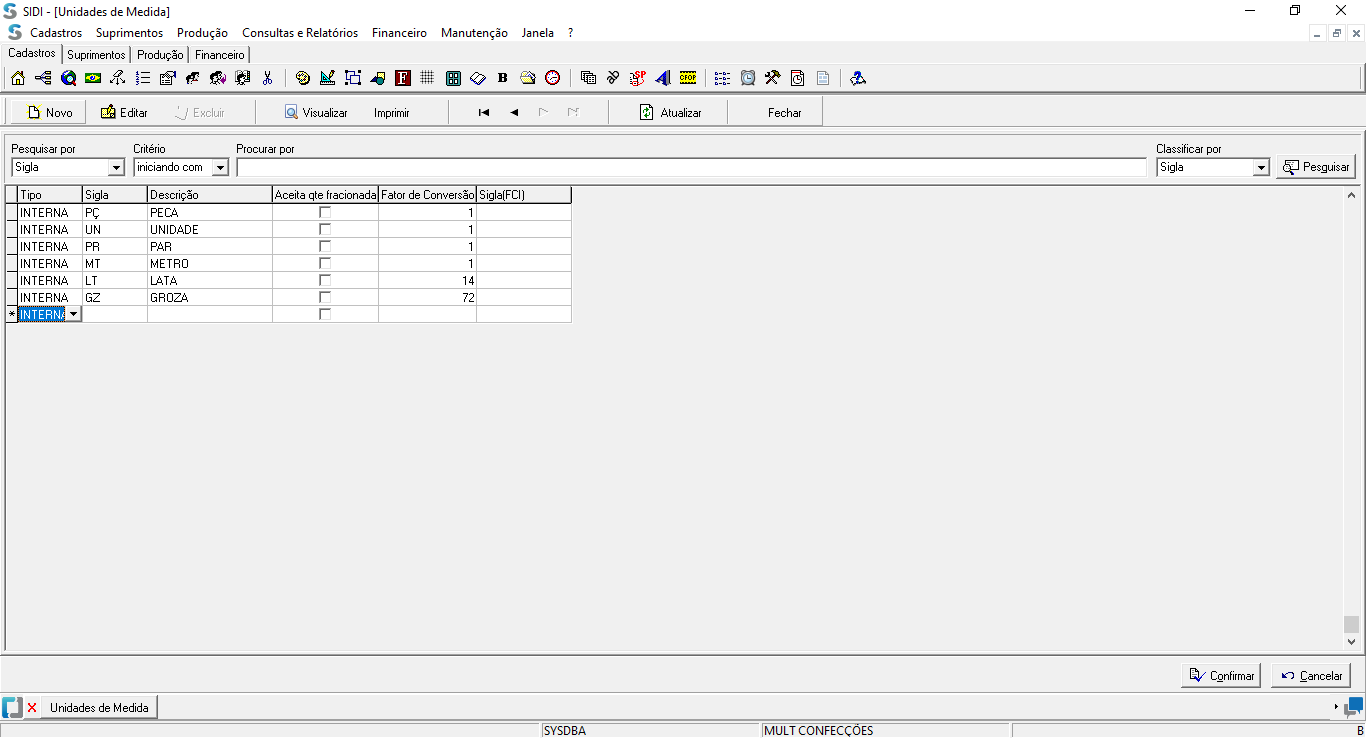 SIDI - [Unidades de Medida]
Cadastros Suprimentos Produção Consultas e Relatórios Financeiro Manutenção Janela ?
Cadastros Suprimentos Produção Financeiro
F B SP CFOP
Novo Editar Excluir Visualizar Imprimir Atualizar Fechar
Pesquisar por Critério Procurar por Classificar por
Sigla iniciando com Sigla Pesquisar
Tipo Sigla Descrição Aceita qte fracionada Fator de Conversão Sigla(FCI)
INTERNA PÇ PECA 1
INTERNA UN UNIDADE 1
INTERNA PR PAR 1
INTERNA MT METRO 1
INTERNA LT LATA 14
INTERNA GZ GROZA 72
* INTERNA
Confirmar Cancelar
Unidades de Medida
SYSDBA MULT CONFECÇÕES B